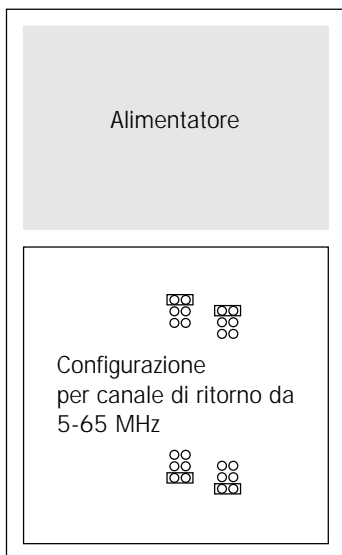 Alimentatore
Configurazione
per canale di ritorno da
5-65 MHz